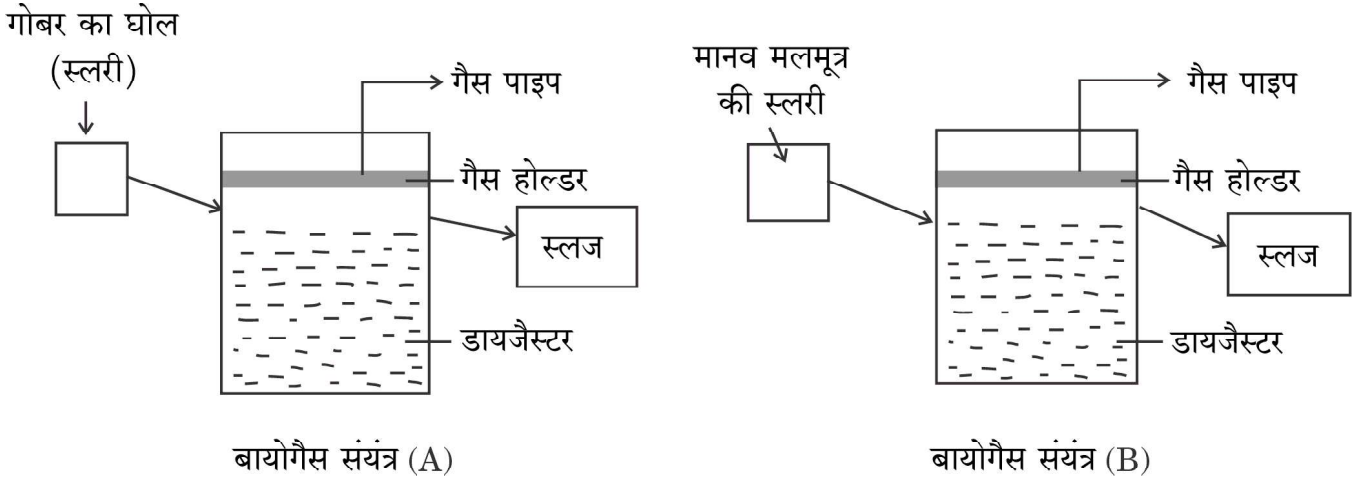 गोबर का घोल
(स्लरी)
गैस पाइप
गैस होल्डर
स्लज
डायजैस्टर
बायोगैस संयंत्र (A)
मानव मलमूत्र
की स्लरी
गैस पाइप
गैस होल्डर
स्लज
डायजैस्टर
बायोगैस संयंत्र (B)